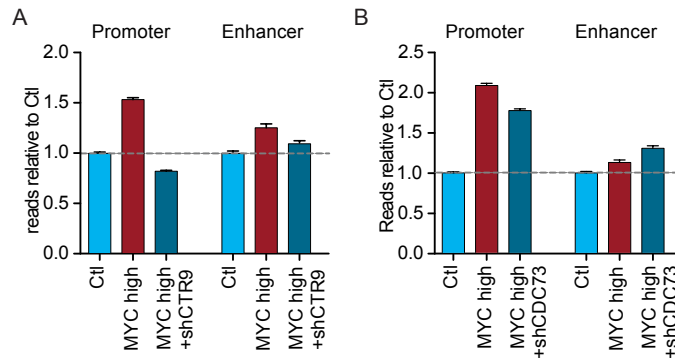 A
Promoter
Enhancer
reads relative to Ctl
2.0
1.5
1.0
0.5
0.0
Ctl
MYC high
MYC high
+shCTR9
Ctl
MYC high
MYC high
+shCTR9
B
Promoter
Enhancer
Reads relative to Ctl
2.5
2.0
1.5
1.0
0.5
0.0
Ctl
MYC high
MYC high
+shCDC73
Ctl
MYC high
MYC high
+shCDC73